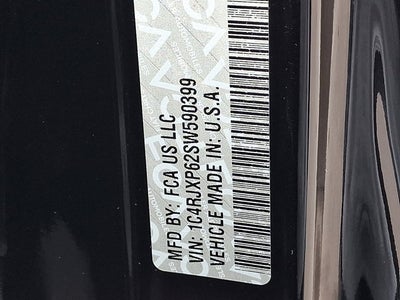 MFD BY: FCA US LLC
VIN: 1C4RJXP62SW590399
VEHICLE MADE IN: U.S.A.